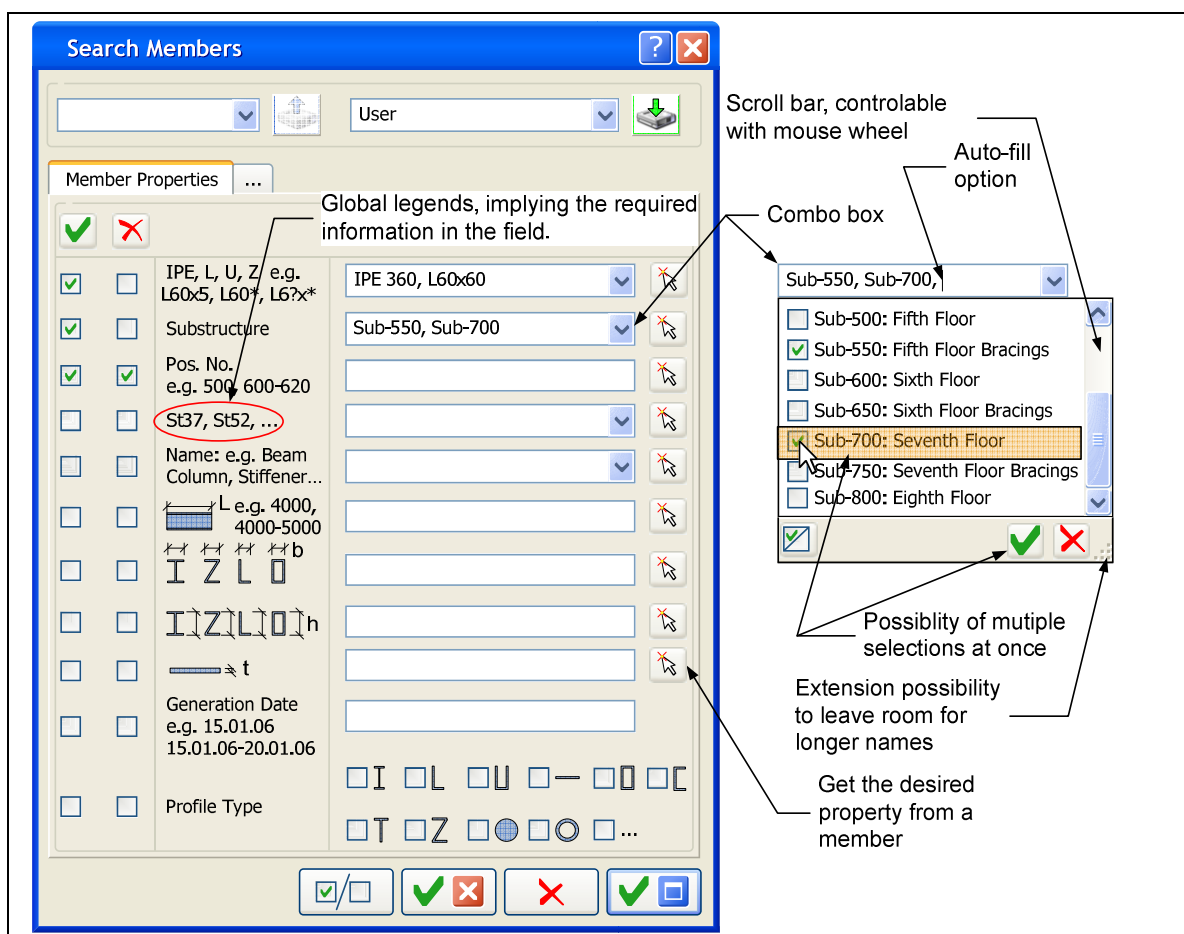 Search Members
?
User
Member Properties
...
Global legends, implying the required
information in the field.
IPE, L, U, Z e.g.
L60x5, L60*, L6?x*
IPE 360, L60x60
Substructure
Sub-550, Sub-700
Pos. No.
e.g. 500, 600-620
St37, St52, ...
Name: e.g. Beam
Column, Stiffener...
L e.g. 4000,
4000-5000
b
h
t
Generation Date
e.g. 15.01.06
15.01.06-20.01.06
Profile Type
...
Scroll bar, controlable
with mouse wheel
Auto-fill
option
Combo box
Sub-550, Sub-700,
Sub-500: Fifth Floor
Sub-550: Fifth Floor Bracings
Sub-600: Sixth Floor
Sub-650: Sixth Floor Bracings
Sub-700: Seventh Floor
Sub-750: Seventh Floor Bracings
Sub-800: Eighth Floor
Possiblity of mutiple
selections at once
Extension possibility
to leave room for
longer names
Get the desired
property from a
member